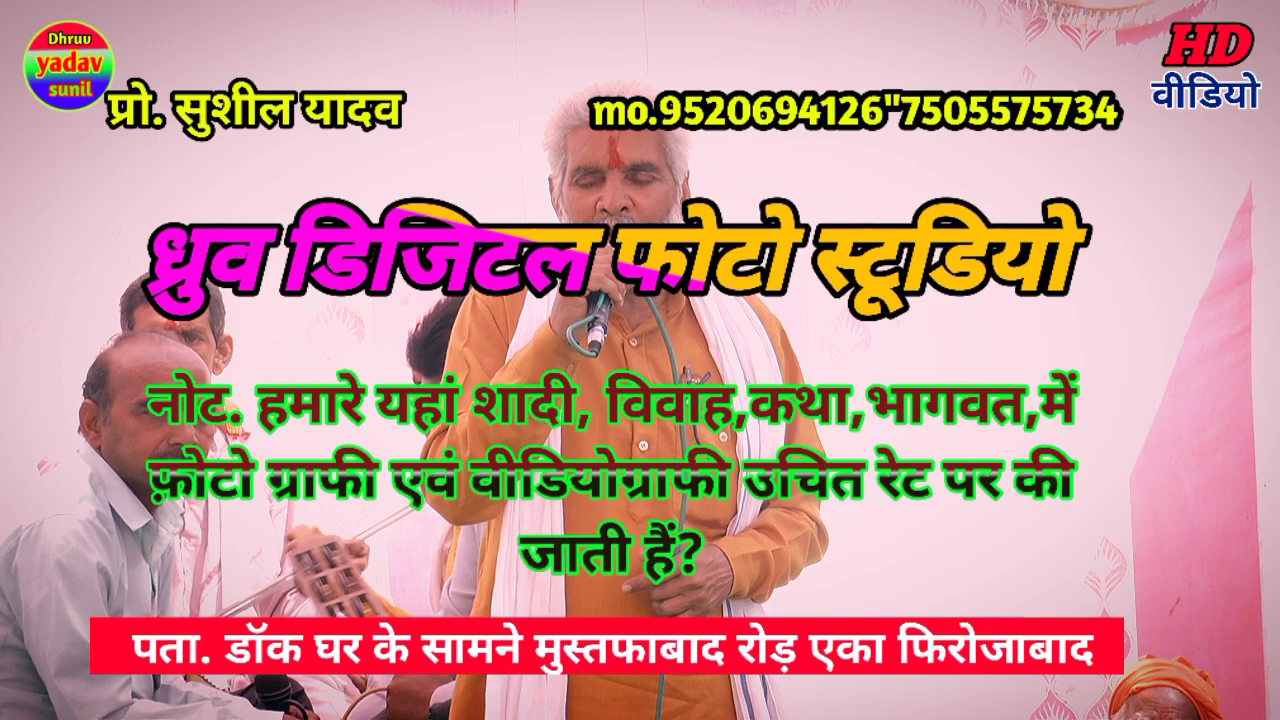 Dhruv
yadav
sunil
HD
वीडियो
प्रो. सुशील यादव
mo.9520694126"7505575734
ध्रुव डिजिटल फोटो स्टूडियो
नोट. हमारे यहां शादी, विवाह,कथा,भागवत,में
फ़ोटो ग्राफी एवं वीडियोग्राफी उचित रेट पर की
जाती हैं?
पता. डॉक घर के सामने मुस्तफाबाद रोड़ एका फिरोजाबाद